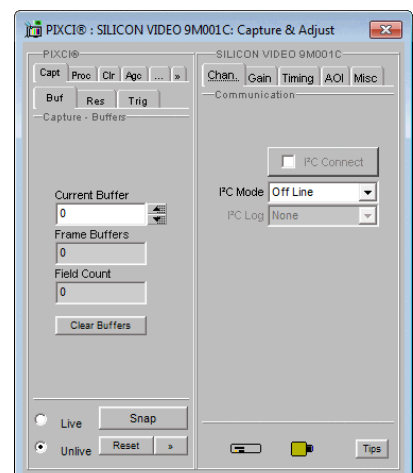 PIXCI® : SILICON VIDEO 9M001C: Capture & Adjust
PIXCI®
Capt Proc Clr Agc ... »
Buf Res Trig
Capture - Buffers
Current Buffer
0
Frame Buffers
0
Field Count
0
Clear Buffers
Live Snap
Unlive Reset »
SILICON VIDEO 9M001C
Chan.. Gain Timing AOI Misc
Communication
I²C Connect
I²C Mode Off Line
I²C Log None
Tips